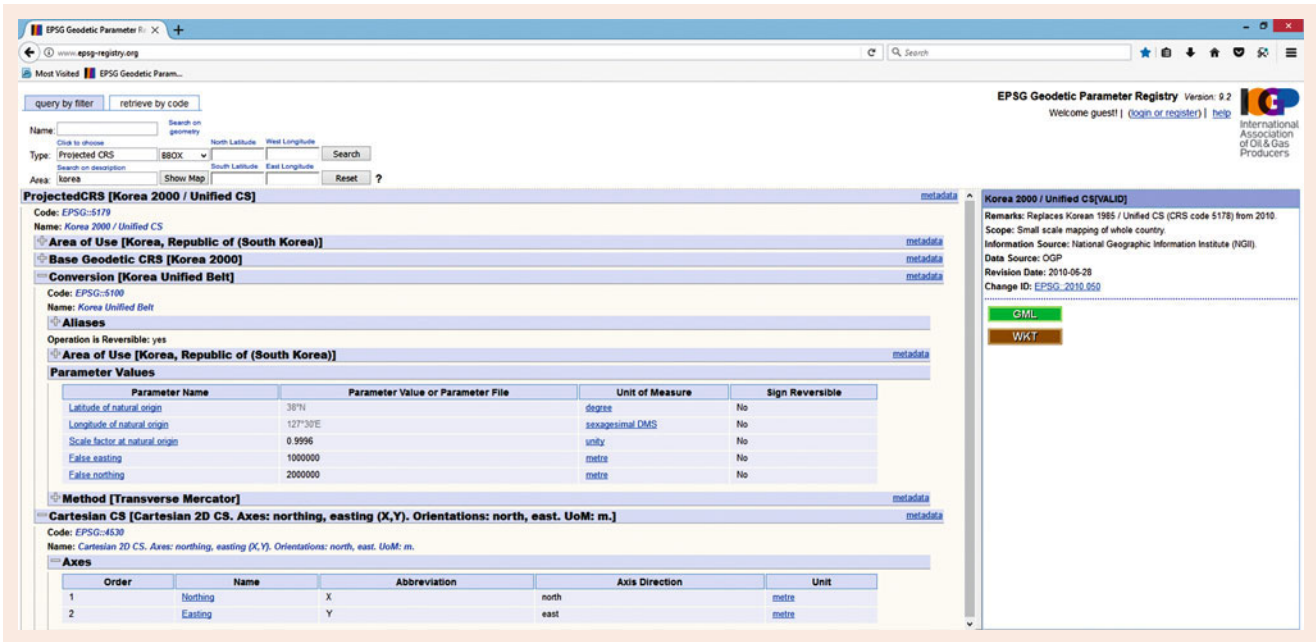 EPSG Geodetic Parameter R
www.epsg-registry.org
Search
Most Visited EPSG Geodetic Param...
query by filter retrieve by code
EPSG Geodetic Parameter Registry Version: 9.2
Welcome guest! | (login or register) | help
International
Association
of Oil & Gas
Producers
Name: Search on geometry
Click to choose North Latitude West Longitude
Type: Projected CRS BBOX Search
Search on description South Latitude East Longitude
Area: korea Show Map Reset ?
ProjectedCRS [Korea 2000 / Unified CS] metadata
Code: EPSG::5179
Name: Korea 2000 / Unified CS
Area of Use [Korea, Republic of (South Korea)] metadata
Base Geodetic CRS [Korea 2000] metadata
Conversion [Korea Unified Belt] metadata
Code: EPSG::5100
Name: Korea Unified Belt
Aliases
Operation is Reversible: yes
Area of Use [Korea, Republic of (South Korea)] metadata
Parameter Values
Parameter Name Parameter Value or Parameter File Unit of Measure Sign Reversible
Latitude of natural origin 38°N degree No
Longitude of natural origin 127°30'E sexagesimal DMS No
Scale factor at natural origin 0.9996 unity No
False easting 1000000 metre No
False northing 2000000 metre No
Method [Transverse Mercator] metadata
Cartesian CS [Cartesian 2D CS. Axes: northing, easting (X,Y). Orientations: north, east. UoM: m.] metadata
Code: EPSG::4530
Name: Cartesian 2D CS. Axes: northing, easting (X,Y). Orientations: north, east. UoM: m.
Axes
Order Name Abbreviation Axis Direction Unit
1 Northing X north metre
2 Easting Y east metre
Korea 2000 / Unified CS[VALID]
Remarks: Replaces Korean 1985 / Unified CS (CRS code 5178) from 2010.
Scope: Small scale mapping of whole country.
Information Source: National Geographic Information Institute (NGII).
Data Source: OGP
Revision Date: 2010-06-28
Change ID: EPSG::2010.050
GML
WKT